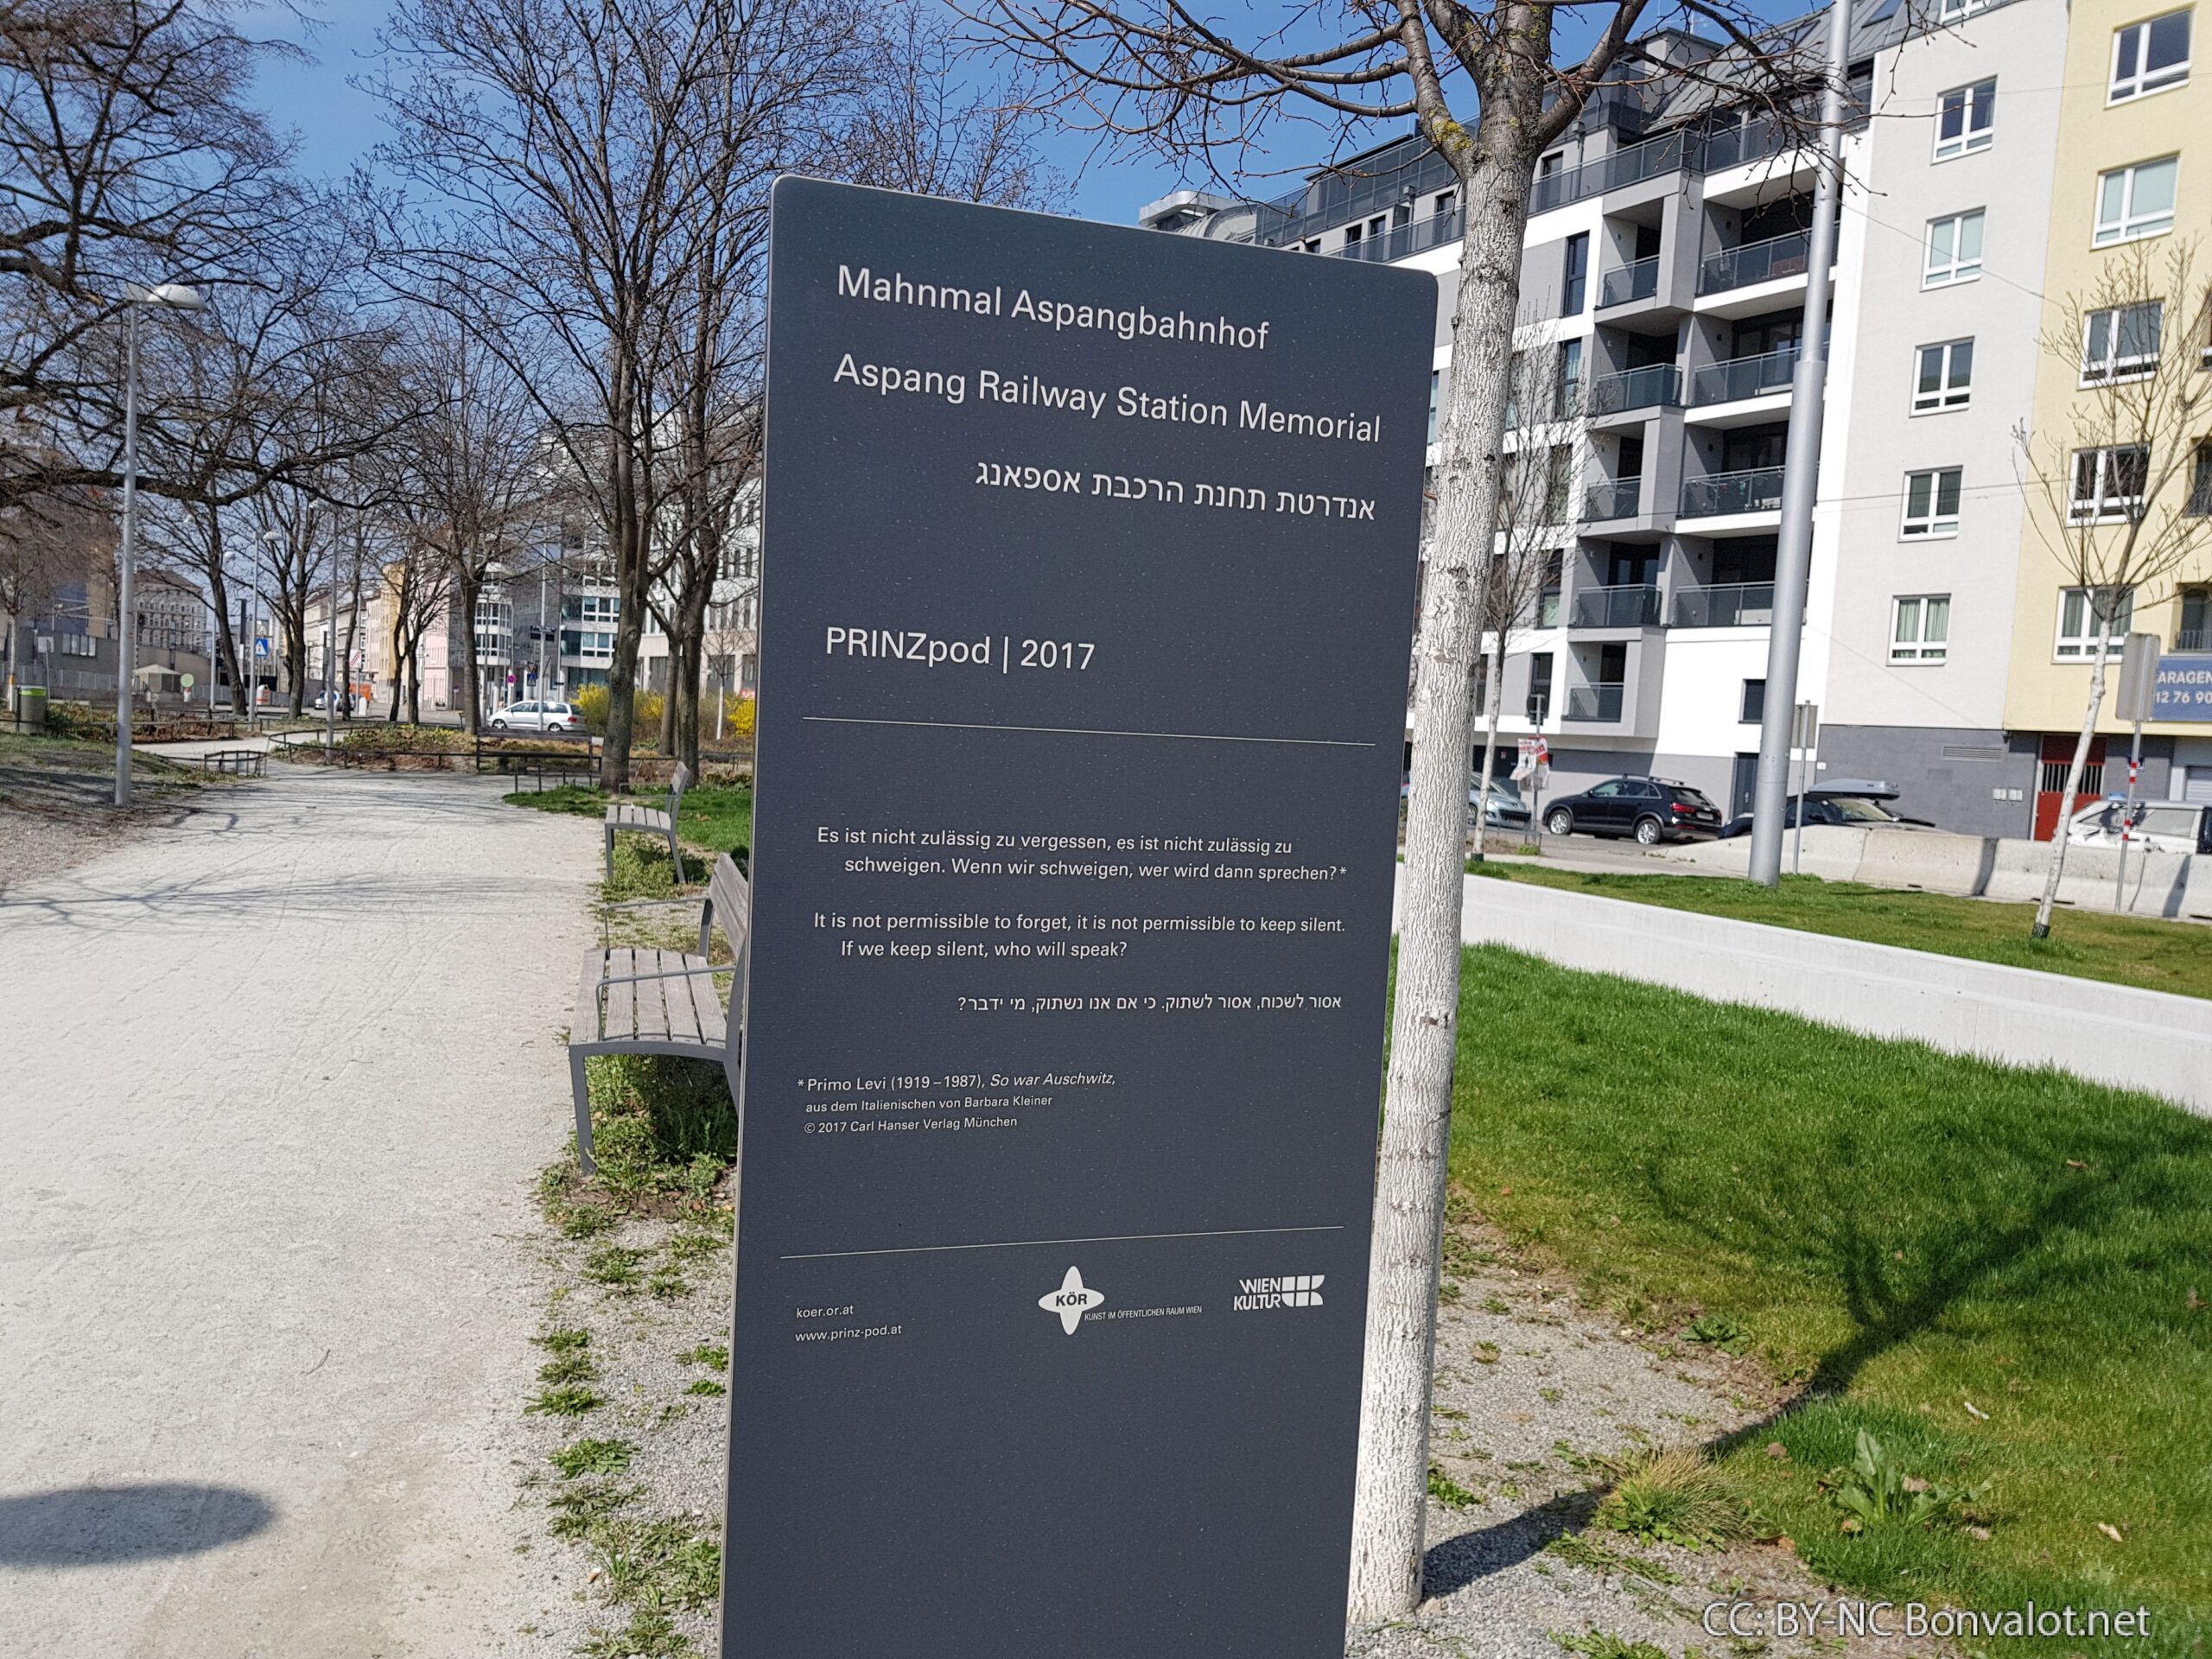 Mahnmal Aspangbahnhof
Aspang Railway Station Memorial
אנדרטת תחנת הרכבת אספאנג
PRINZpod | 2017
Es ist nicht zulässig zu vergessen, es ist nicht zulässig zu
schweigen. Wenn wir schweigen, wer wird dann sprechen?*
It is not permissible to forget, it is not permissible to keep silent.
If we keep silent, who will speak?
אסור לשכוח, אסור לשתוק. כי אם אנו נשתוק, מי ידבר?
* Primo Levi (1919–1987), So war Auschwitz,
aus dem Italienischen von Barbara Kleiner
© 2017 Carl Hanser Verlag München
koer.or.at
www.prinz-pod.at
KÖR
KUNST IM ÖFFENTLICHEN RAUM WIEN
WIEN
KULTUR
ARAGEN
12 76 90
CC: BY-NC Bonvalot.net